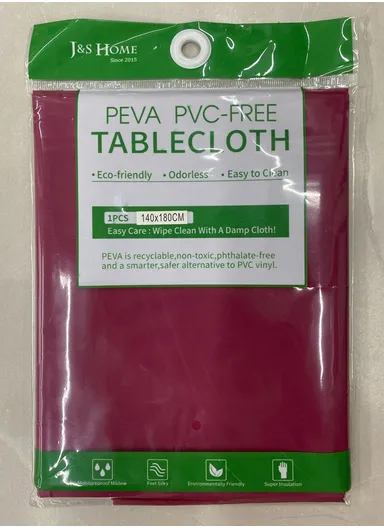 J&S HOME
Since 2015
PEVA PVC-FREE
TABLECLOTH
• Eco-friendly • Odorless • Easy to Clean
1PCS 140x180CM
Easy Care : Wipe Clean With A Damp Cloth!
PEVA is recyclable,non-toxic,phthalate-free
and a smarter,safer alternative to PVC vinyl.
Moistureproof Mildew Feel Silky Environmentally Friendly Super Insulation